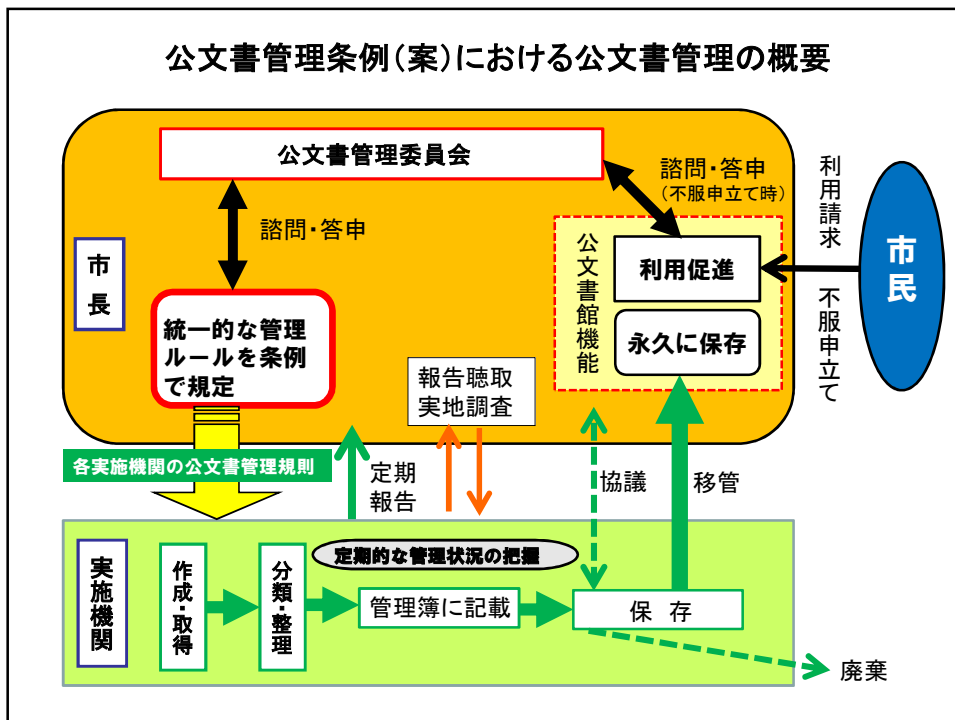 公文書管理条例（案）における公文書管理の概要
公文書管理委員会
諮問・答申
諮問・答申
（不服申立て時）
利用請求
市民
不服申立て
市長
統一的な管理
ルールを条例
で規定
公文書館機能
利用促進
永久に保存
報告聴取
実地調査
各実施機関の公文書管理規則
定期
報告
協議
移管
実施機関
定期的な管理状況の把握
作成・取得
分類・整理
管理簿に記載
保　存
廃棄